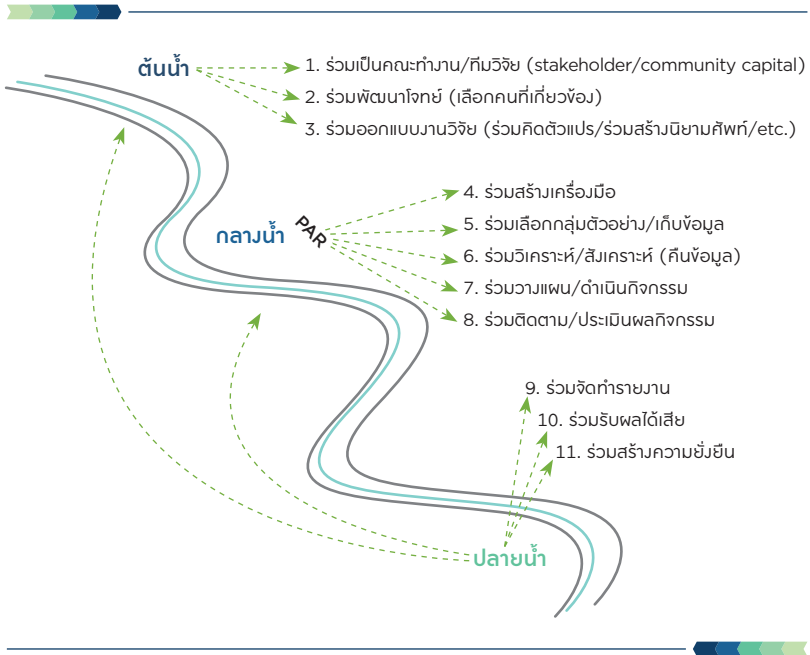 ต้นน้ำ
1. ร่วมเป็นคณะทำงาน/ทีมวิจัย (stakeholder/community capital)
2. ร่วมพัฒนาโจทย์ (เลือกคนที่เกี่ยวข้อง)
3. ร่วมออกแบบงานวิจัย (ร่วมคิดตัวแปร/ร่วมสร้างนิยามศัพท์/etc.)
กลางน้ำ
PAR
4. ร่วมสร้างเครื่องมือ
5. ร่วมเลือกกลุ่มตัวอย่าง/เก็บข้อมูล
6. ร่วมวิเคราะห์/สังเคราะห์ (คืนข้อมูล)
7. ร่วมวางแผน/ดำเนินกิจกรรม
8. ร่วมติดตาม/ประเมินผลกิจกรรม
9. ร่วมจัดทำรายงาน
10. ร่วมรับผลได้เสีย
11. ร่วมสร้างความยั่งยืน
ปลายน้ำ